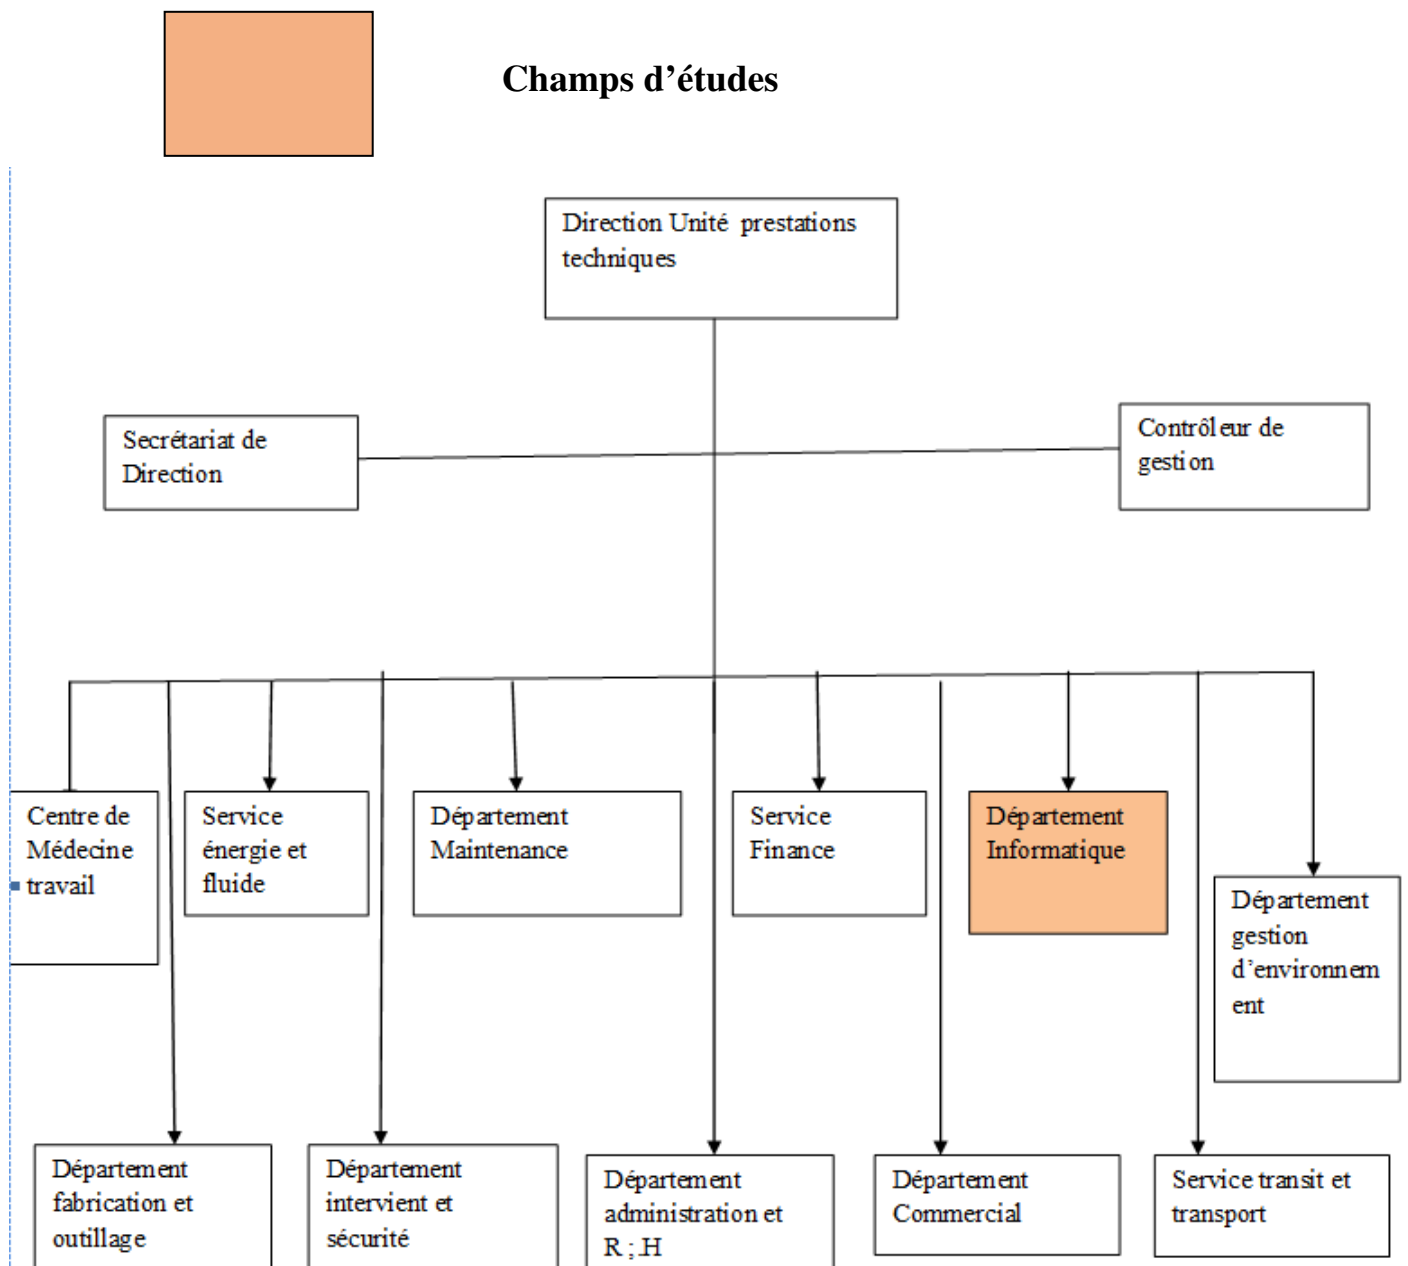 Champs d’études
Direction Unité prestations
techniques
Secrétariat de
Direction
Contrôleur de
gestion
Centre de
Médecine
travail
Service
énergie et
fluide
Département
Maintenance
Service
Finance
Département
Informatique
Département
gestion
d’environnem
ent
Département
fabrication et
outillage
Département
intervient et
sécurité
Département
administration et
R ; .H
Département
Commercial
Service transit et
transport